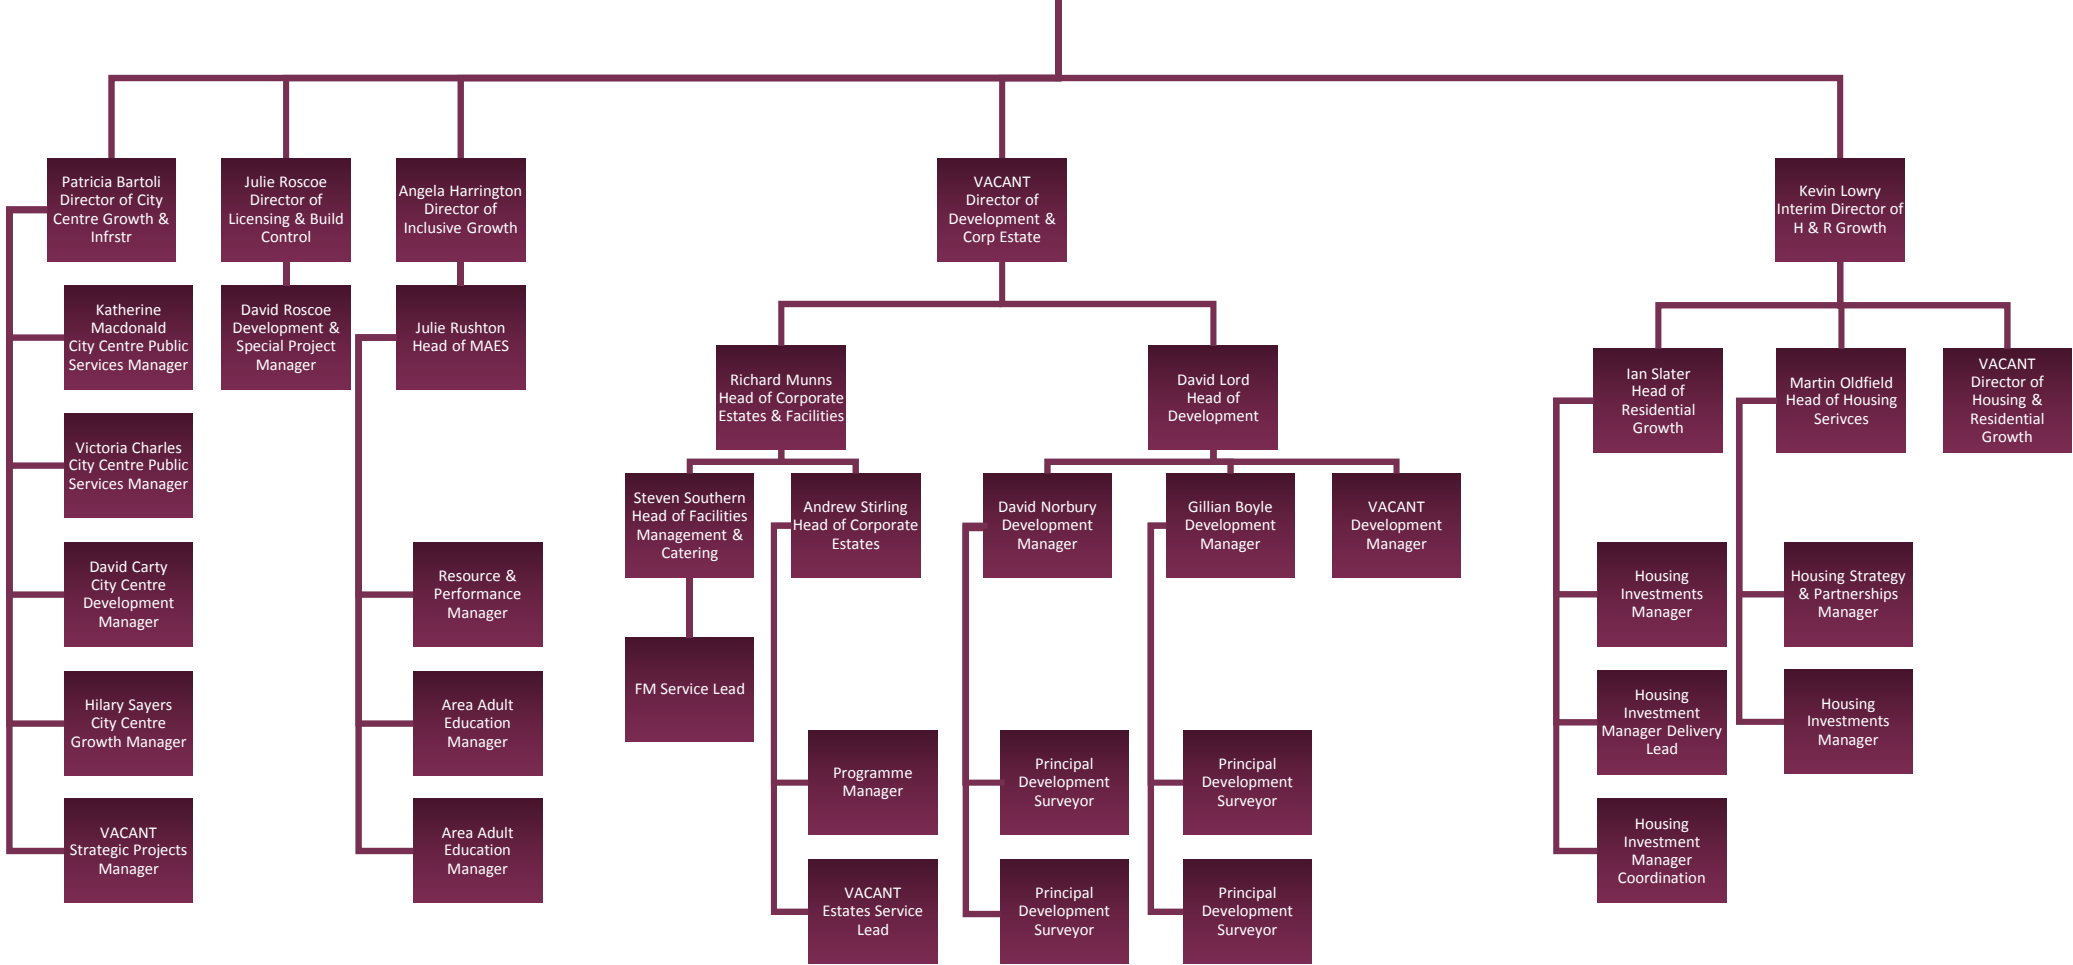 Patricia Bartoli
Director of City
Centre Growth &
Infrstr
Julie Roscoe
Director of
Licensing & Build
Control
Angela Harrington
Director of
Inclusive Growth
VACANT
Director of
Development &
Corp Estate
Kevin Lowry
Interim Director of
H & R Growth
Katherine
Macdonald
City Centre Public
Services Manager
David Roscoe
Development &
Special Project
Manager
Julie Rushton
Head of MAES
Richard Munns
Head of Corporate
Estates & Facilities
David Lord
Head of
Development
Ian Slater
Head of
Residential
Growth
Martin Oldfield
Head of Housing
Serivces
VACANT
Director of
Housing &
Residential
Growth
Victoria Charles
City Centre Public
Services Manager
Steven Southern
Head of Facilities
Management &
Catering
Andrew Stirling
Head of Corporate
Estates
David Norbury
Development
Manager
Gillian Boyle
Development
Manager
VACANT
Development
Manager
David Carty
City Centre
Development
Manager
Resource &
Performance
Manager
Housing
Investments
Manager
Housing Strategy
& Partnerships
Manager
FM Service Lead
Hilary Sayers
City Centre
Growth Manager
Area Adult
Education
Manager
Housing
Investment
Manager Delivery
Lead
Housing
Investments
Manager
Programme
Manager
Principal
Development
Surveyor
Principal
Development
Surveyor
VACANT
Strategic Projects
Manager
Area Adult
Education
Manager
Housing
Investment
Manager
Coordination
VACANT
Estates Service
Lead
Principal
Development
Surveyor
Principal
Development
Surveyor